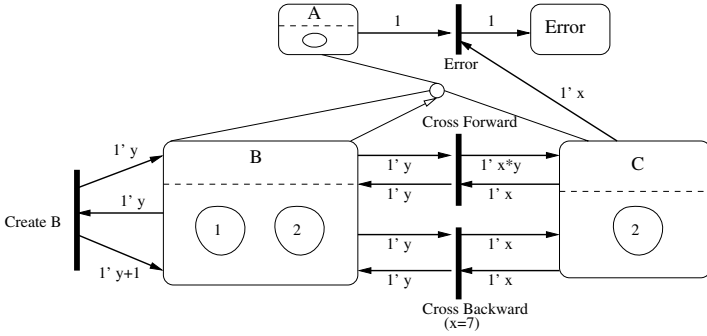 A
1
1
Error
Error
1' x
Cross Forward
1' y
B
1' y
1' x*y
C
1' y
1' y
1' x
Create B
1
2
2
1' y
1' x
1' y+1
1' y
1' x
Cross Backward
(x=7)